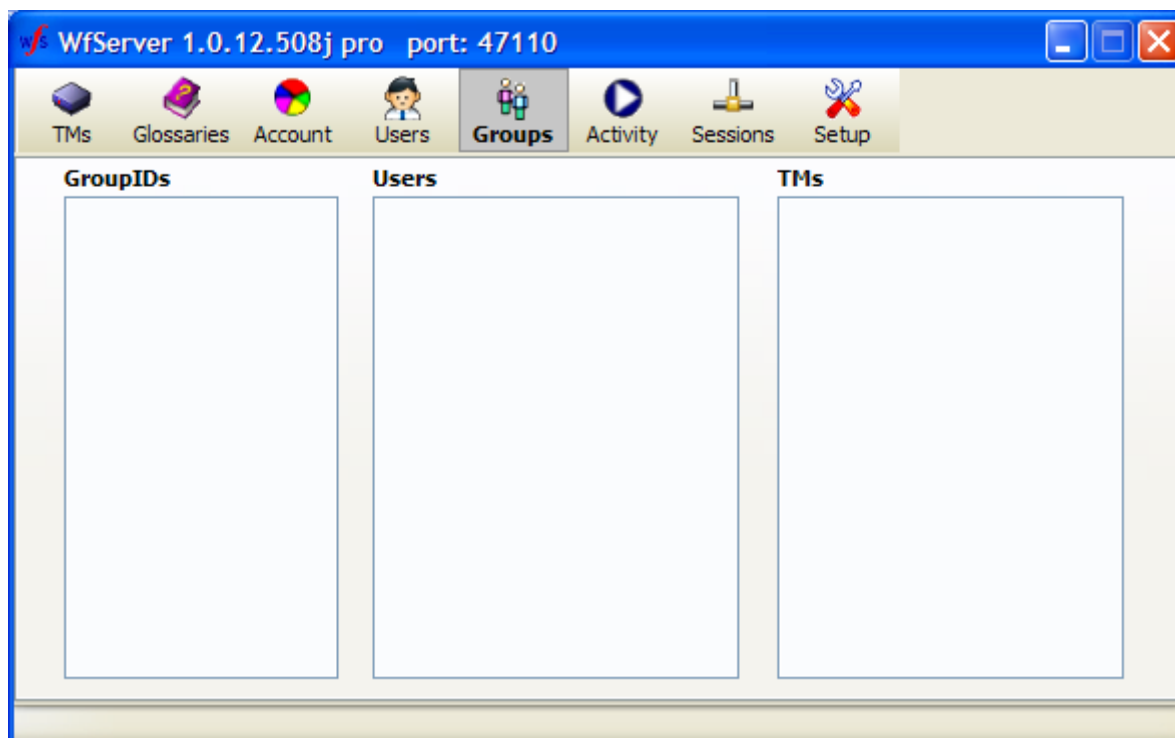 wfs WfServer 1.0.12.508j pro port: 47110
TMs Glossaries Account Users Groups Activity Sessions Setup
GroupIDs Users TMs